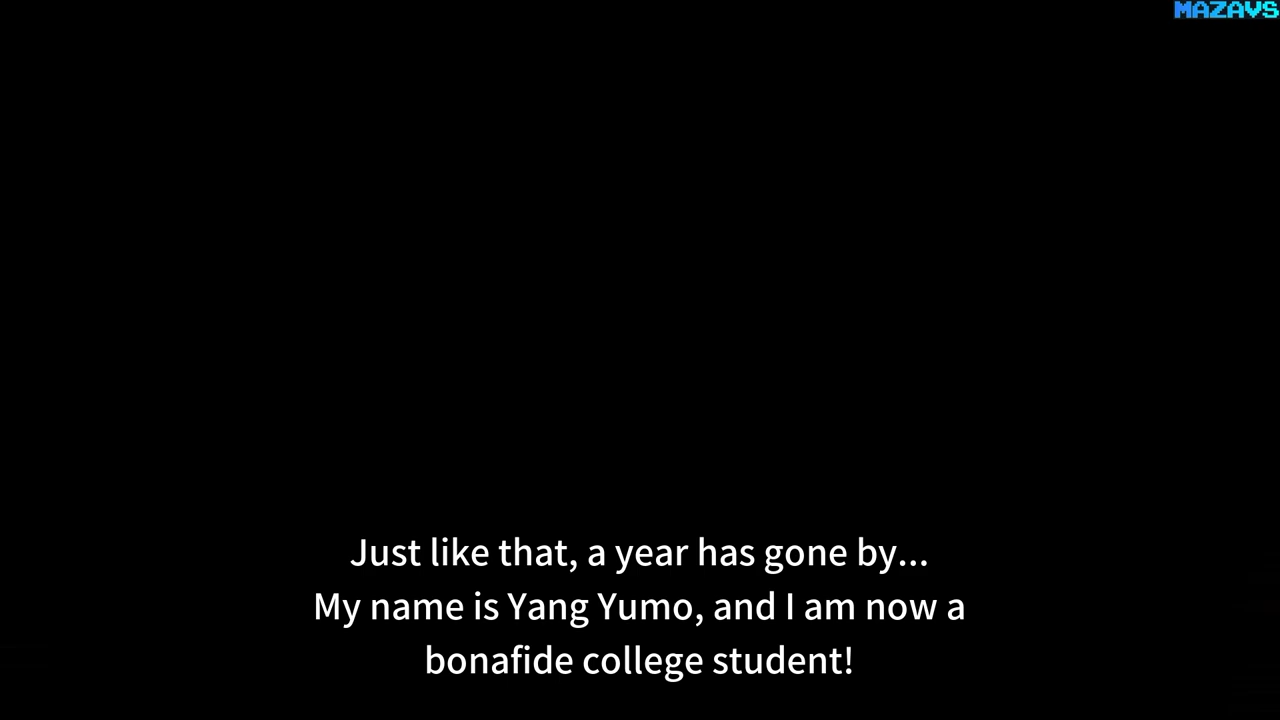 MAZAVS
Just like that, a year has gone by...
My name is Yang Yumo, and I am now a
bonafide college student!